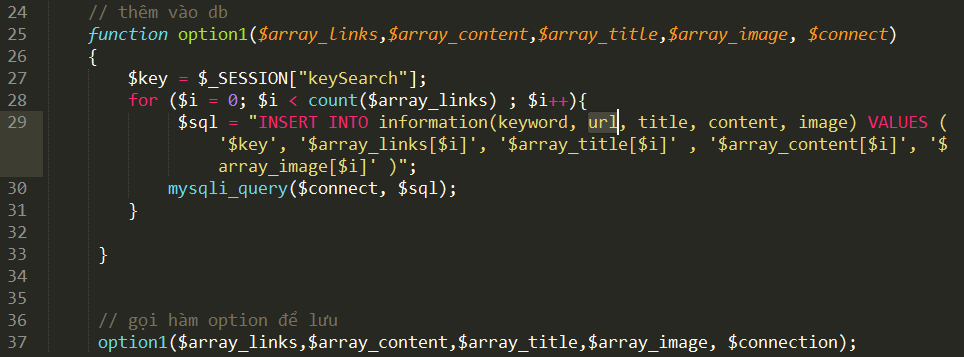 24 // thêm vào db
25 function option1($array_links,$array_content,$array_title,$array_image, $connect)
26 {
27 $key = $_SESSION["keySearch"];
28 for ($i = 0; $i < count($array_links) ; $i++){
29 $sql = "INSERT INTO information(keyword, url, title, content, image) VALUES (
'$key', '$array_links[$i]', '$array_title[$i]' , '$array_content[$i]', '$
array_image[$i]' )";
30 mysqli_query($connect, $sql);
31 }
32
33 }
34
35
36 // gọi hàm option để lưu
37 option1($array_links,$array_content,$array_title,$array_image, $connection);